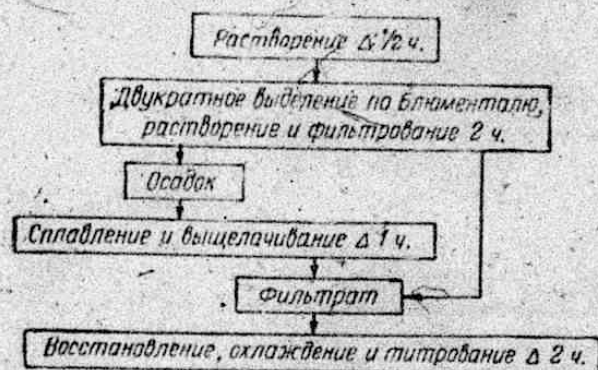 Растворение Δ 1/2 ч.
Двукратное выделение по Блюменталю,
растворение и фильтрование 2 ч.
Осадок
Сплавление и выщелачивание Δ 1 ч.
Фильтрат
Восстановление, охлаждение и титрование Δ 2 ч.